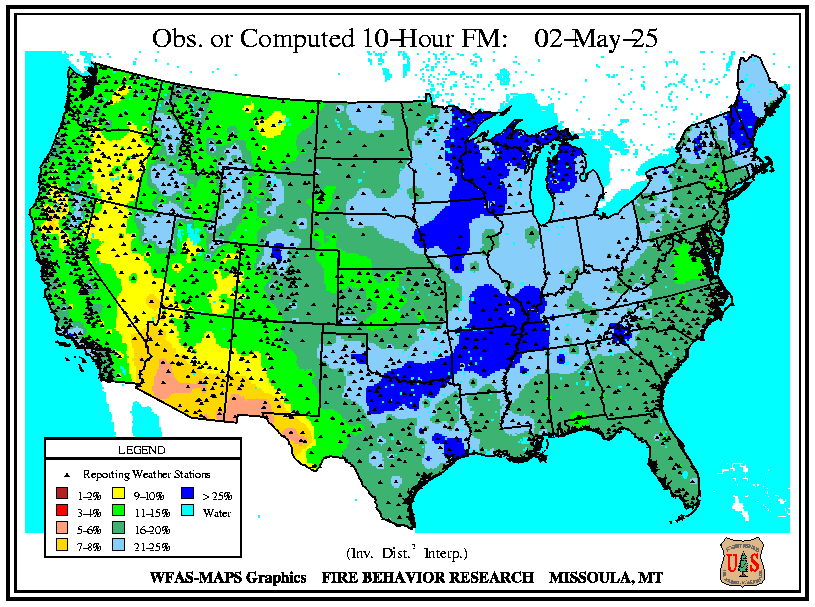 Obs. or Computed 10-Hour FM: 02-May-25
LEGEND
Reporting Weather Stations
1-2% 9-10% > 25%
3-4% 11-15% Water
5-6% 16-20%
7-8% 21-25%
(Inv. Dist.² Interp.)
WFAS-MAPS Graphics FIRE BEHAVIOR RESEARCH MISSOULA, MT
U S